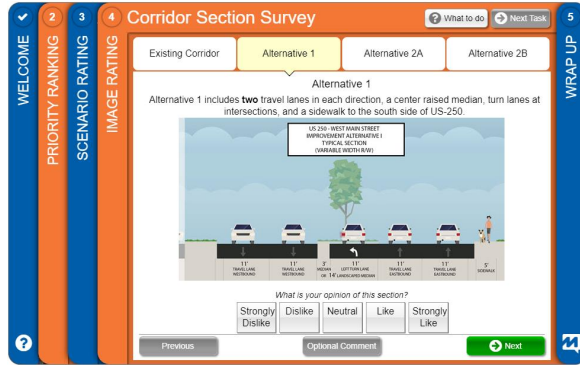 WELCOME
2
PRIORITY RANKING
3
SCENARIO RATING
4
IMAGE RATING
Corridor Section Survey
? What to do
Next Task
5
WRAP UP
Existing Corridor
Alternative 1
Alternative 2A
Alternative 2B
Alternative 1
Alternative 1 includes two travel lanes in each direction, a center raised median, turn lanes at
intersections, and a sidewalk to the south side of US-250.
US 250 - WEST MAIN STREET
IMPROVEMENT ALTERNATIVE I
TYPICAL SECTION
(VARIABLE WIDTH R/W)
11'
TRAVEL LANE
WESTBOUND
11'
TRAVEL LANE
WESTBOUND
3'
MEDIAN
11'
LEFT TURN LANE
OR 14' LANDSCAPED MEDIAN
11'
TRAVEL LANE
EASTBOUND
11'
TRAVEL LANE
EASTBOUND
5'
SIDEWALK
What is your opinion of this section?
Strongly
Dislike
Dislike
Neutral
Like
Strongly
Like
Previous
Optional Comment
Next
?